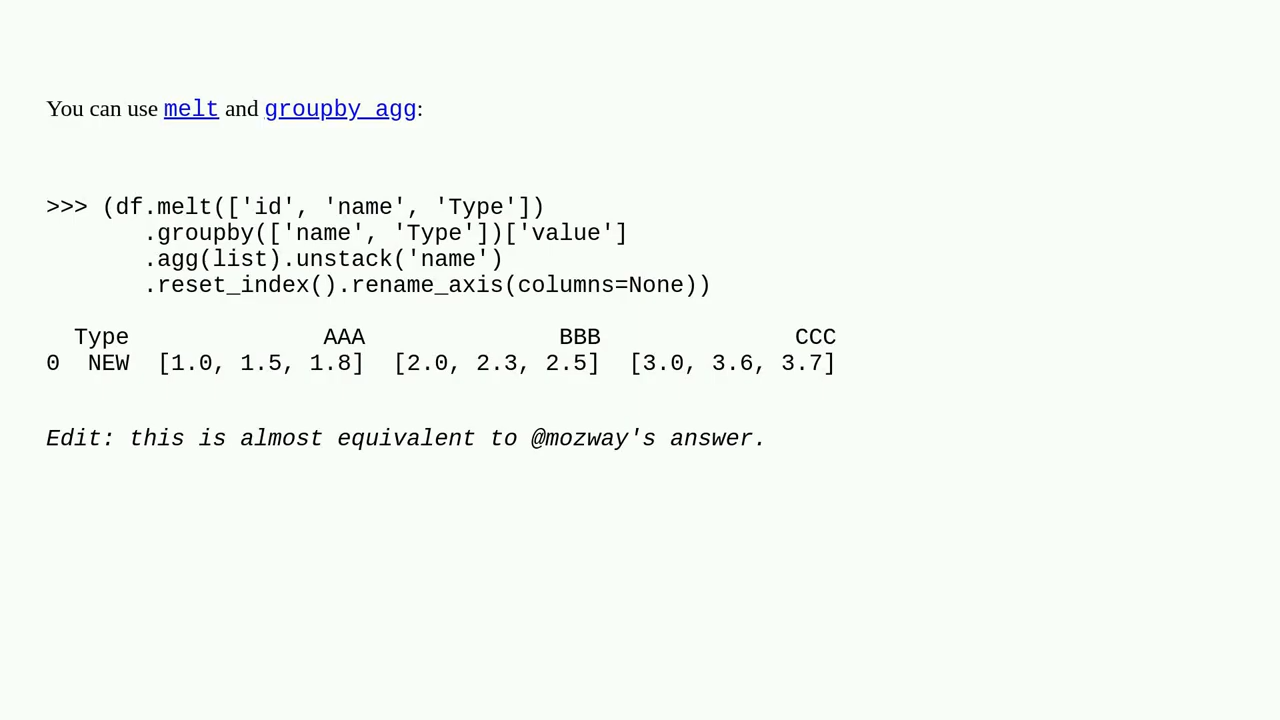 You can use melt and groupby_agg:
>>> (df.melt(['id', 'name', 'Type'])
       .groupby(['name', 'Type'])['value']
       .agg(list).unstack('name')
       .reset_index().rename_axis(columns=None))
  Type              AAA              BBB              CCC
0  NEW  [1.0, 1.5, 1.8]  [2.0, 2.3, 2.5]  [3.0, 3.6, 3.7]
Edit: this is almost equivalent to @mozway's answer.